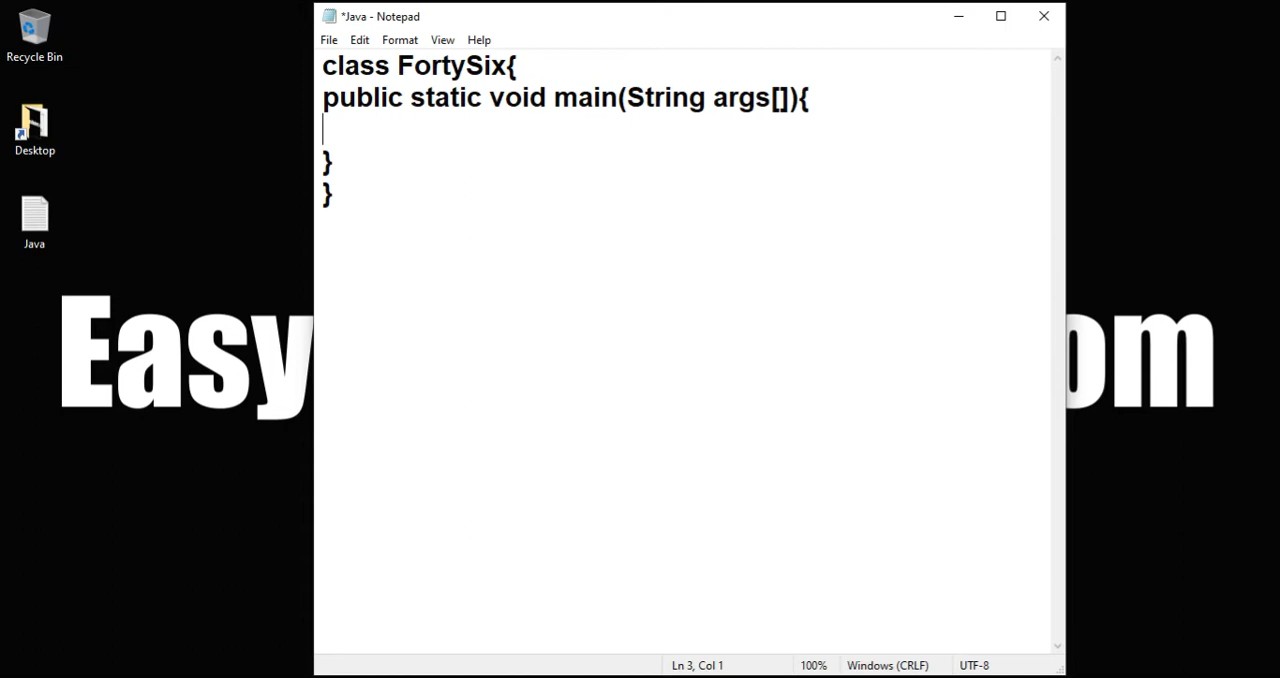 Recycle Bin
Desktop
Java
*Java - Notepad
File Edit Format View Help
class FortySix{
public static void main(String args[]){
}
}
Easy
om
Ln 3, Col 1 100% Windows (CRLF) UTF-8